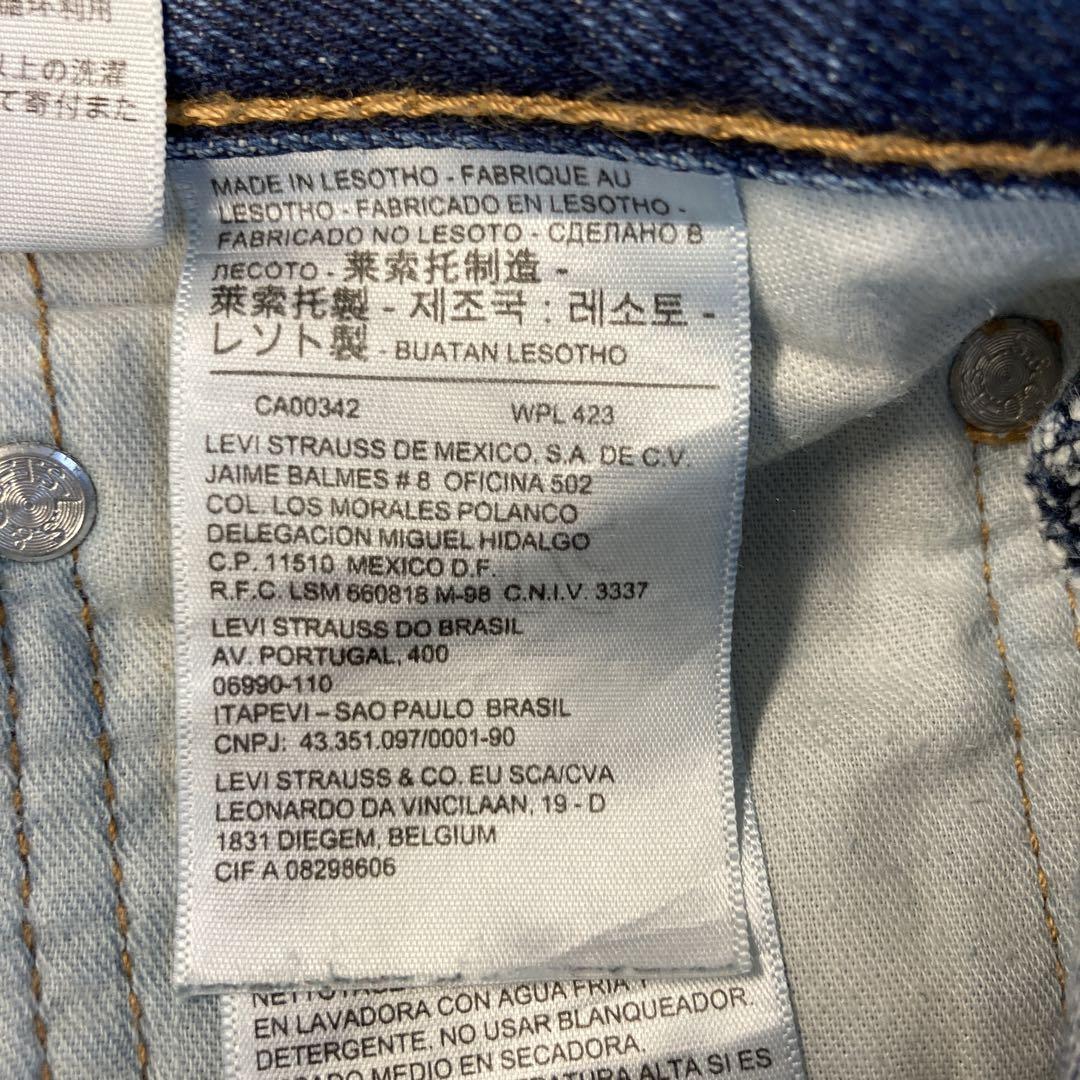 循环利用
以上の洗濯
て寄付また
MADE IN LESOTHO - FABRIQUE AU
LESOTHO - FABRICADO EN LESOTHO -
FABRICADO NO LESOTO - СДЕЛАНО В
ЛЕСОТО - 莱索托制造 -
萊索托製 - 제조국 : 레소토 -
レソト製 - BUATAN LESOTHO
CA00342 WPL 423
LEVI STRAUSS DE MEXICO, S.A. DE C.V.
JAIME BALMES # 8 OFICINA 502
COL. LOS MORALES POLANCO
DELEGACION MIGUEL HIDALGO
C.P. 11510 MEXICO D.F.
R.F.C. LSM 660818 M-98 C.N.I.V. 3337
LEVI STRAUSS DO BRASIL
AV. PORTUGAL, 400
06990-110
ITAPEVI – SAO PAULO BRASIL
CNPJ: 43.351.097/0001-90
LEVI STRAUSS & CO. EU SCA/CVA
LEONARDO DA VINCILAAN, 19 - D
1831 DIEGEM, BELGIUM
CIF A 08298606
EN LAVADORA CON AGUA FRIA Y
DETERGENTE. NO USAR BLANQUEADOR.
MEDIO EN SECADORA.
ALTA SI ES